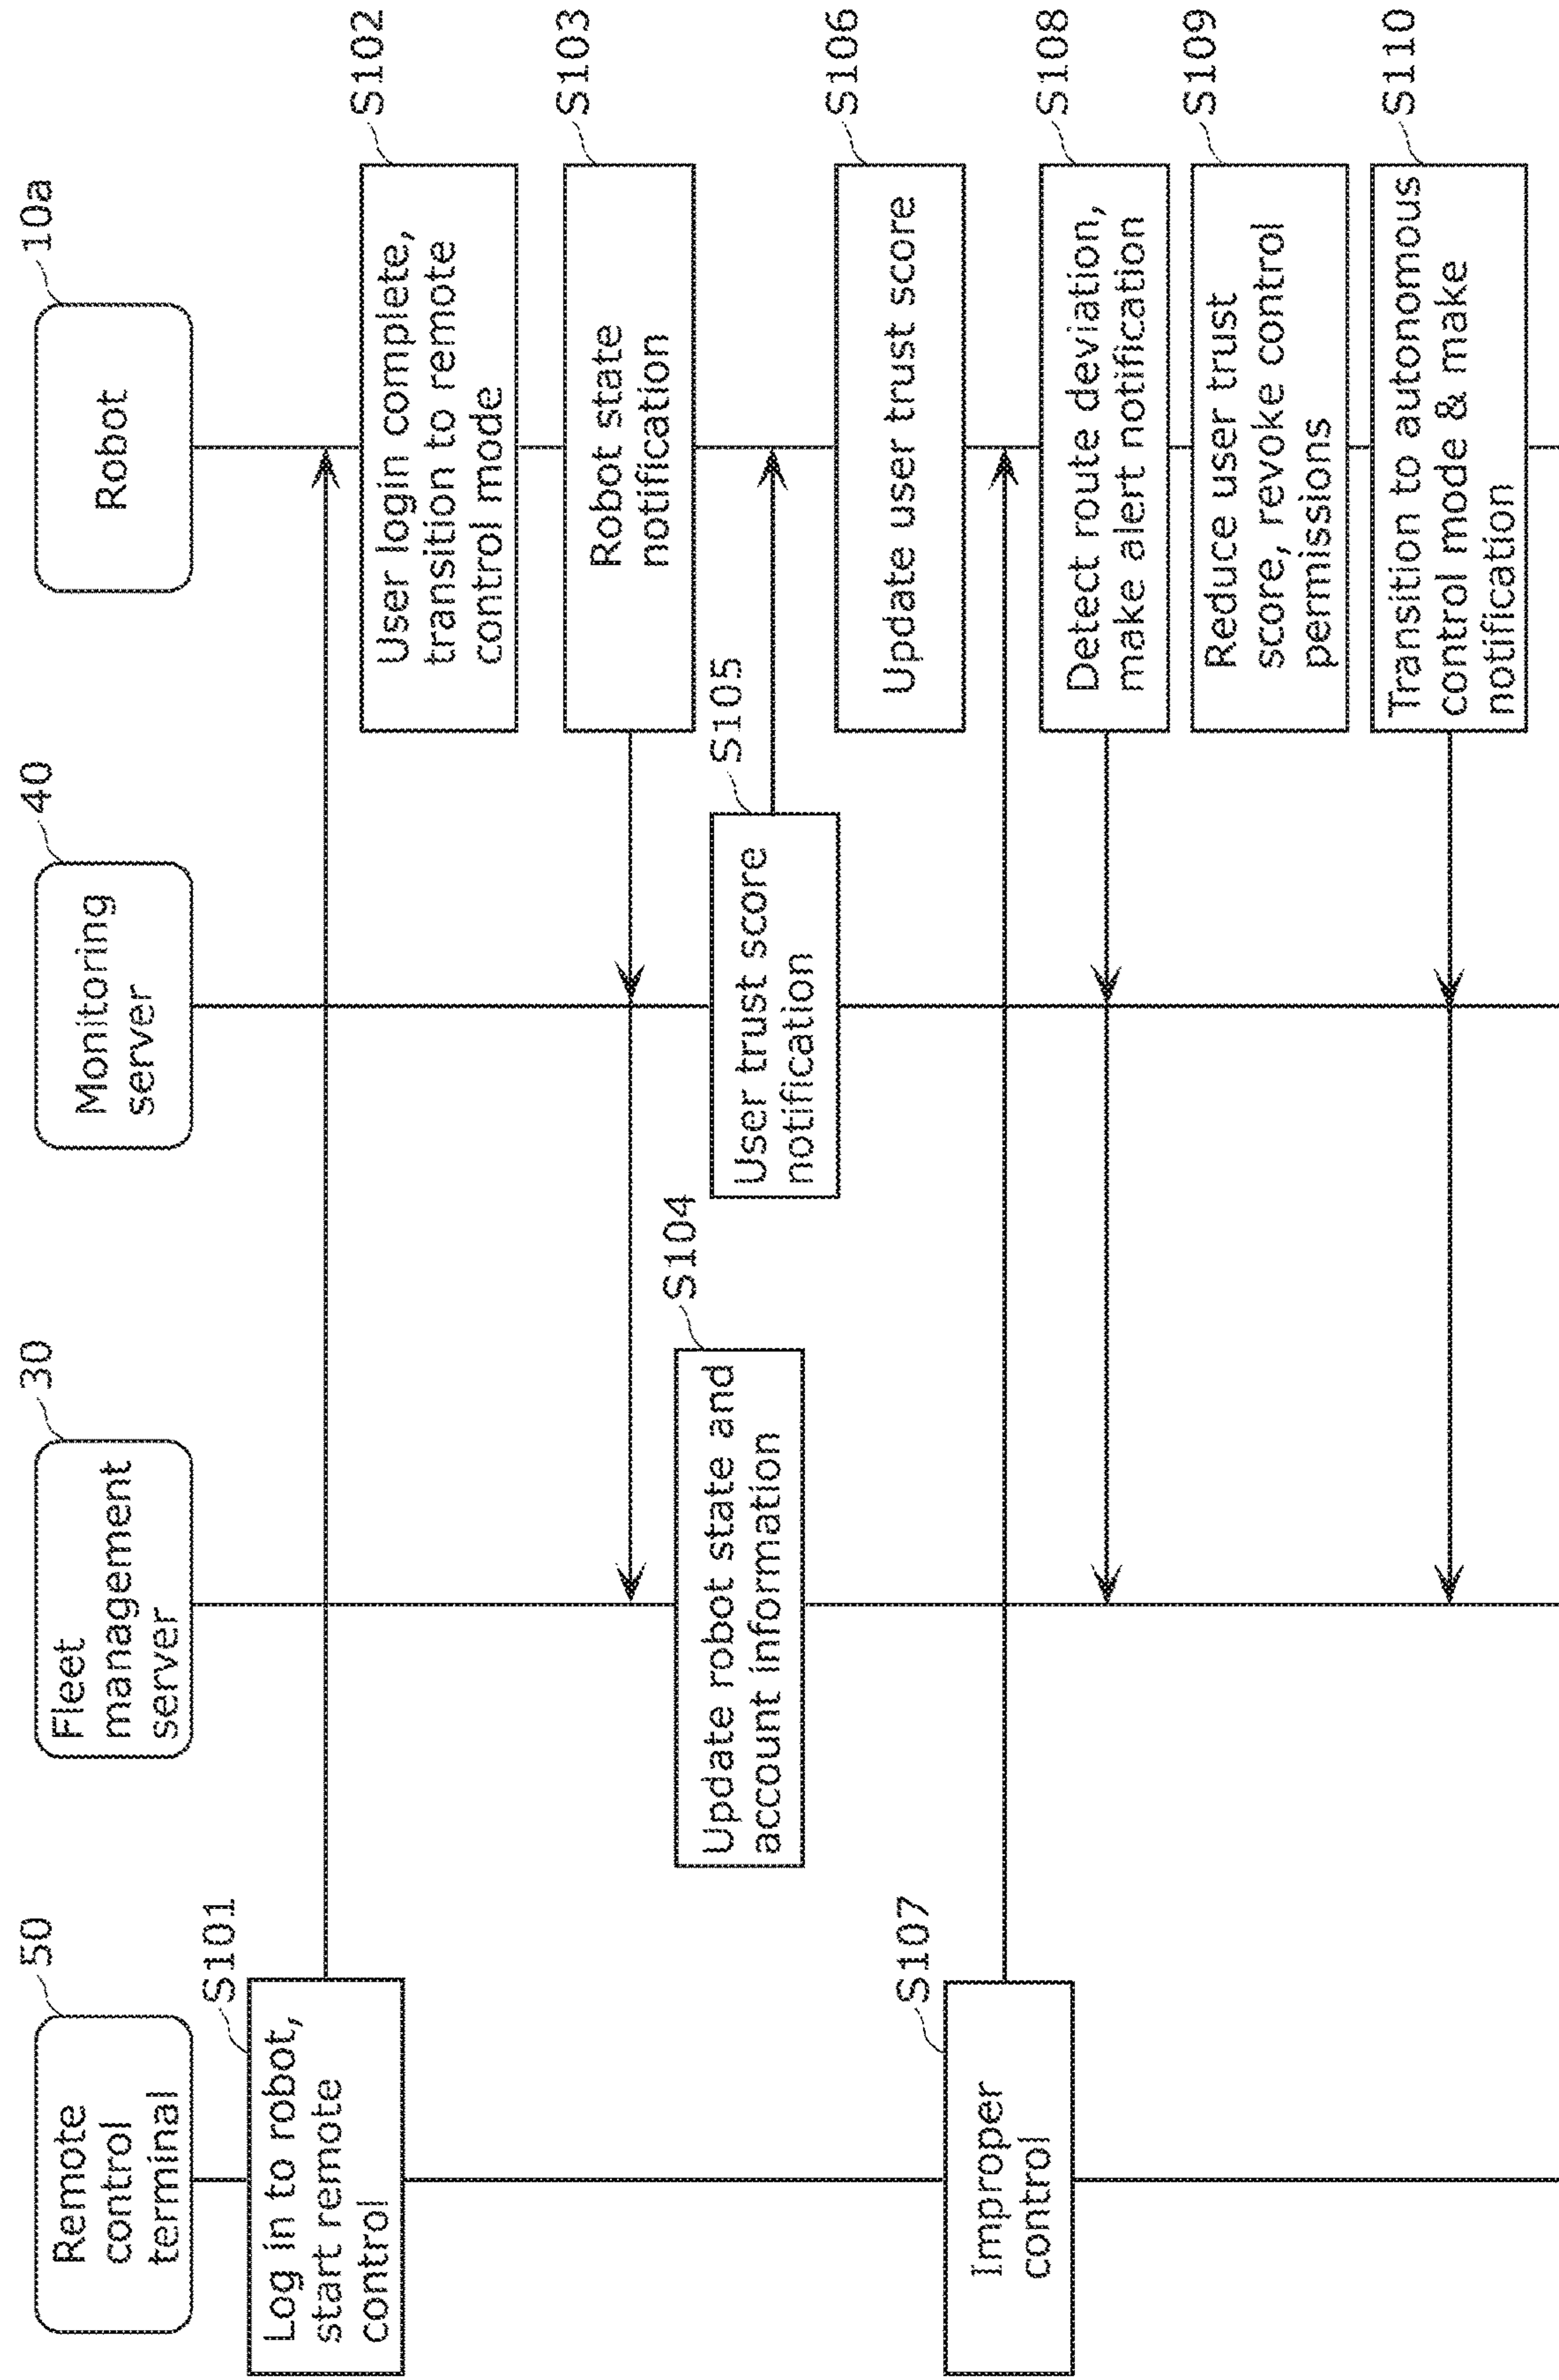 50
Remote
control
terminal
30
Fleet
management
server
40
Monitoring
server
10a
Robot
S101
Log in to robot,
start remote
control
S102
User login complete,
transition to remote
control mode
S103
Robot state
notification
S104
Update robot state and
account information
S105
User trust score
notification
S106
Update user trust score
S107
Improper
control
S108
Detect route deviation,
make alert notification
S109
Reduce user trust
score, revoke control
permissions
S110
Transition to autonomous
control mode & make
notification